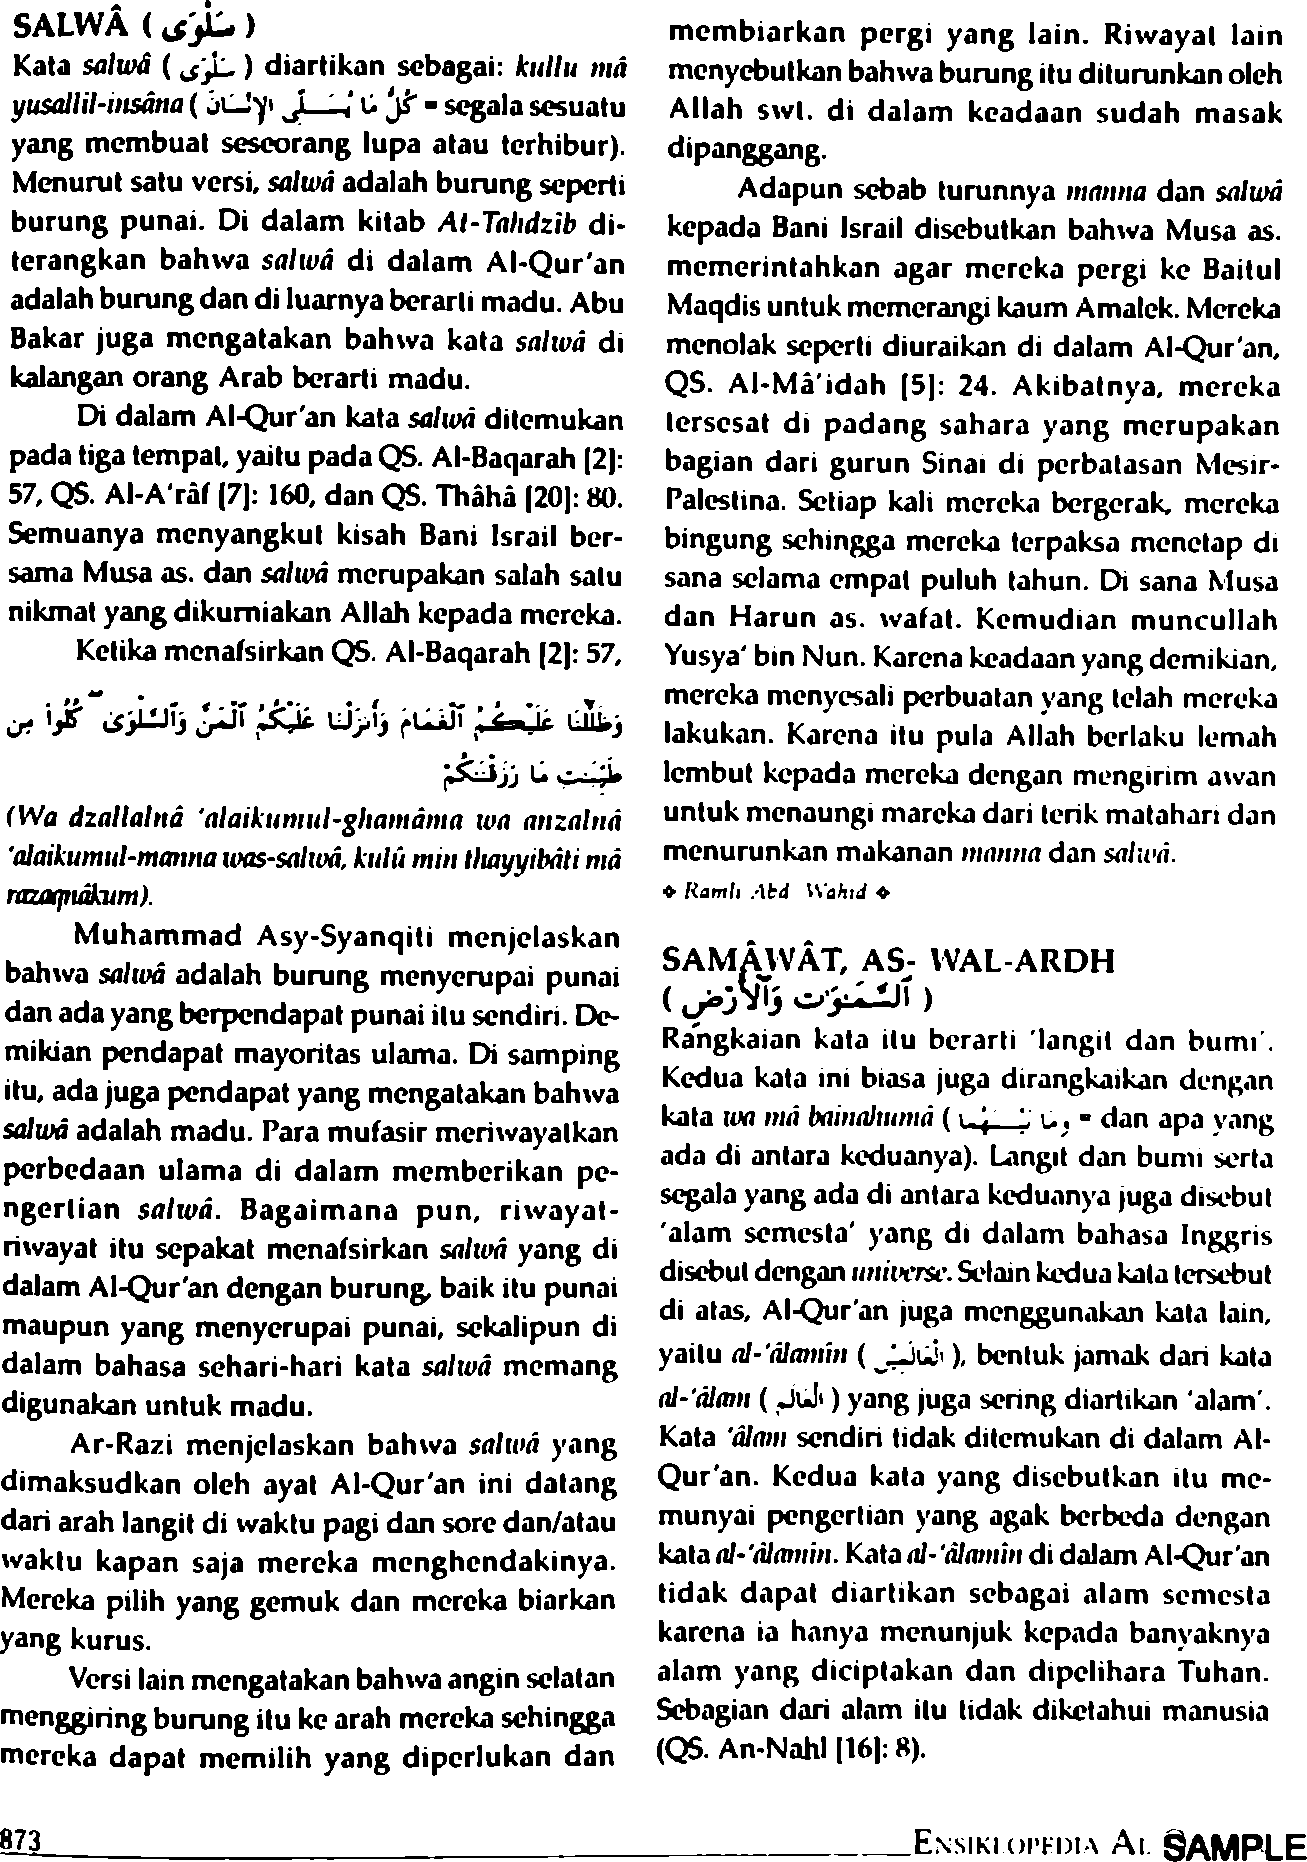 SALWÂ ( سَلْوَى )
Kata salwâ ( سَلْوَى ) diartikan sebagai: kullu mâ
yusallil-insâna ( كُلُّ مَا يُسَلِّي الإِنْسَانَ = segala sesuatu
yang membuat seseorang lupa atau terhibur).
Menurut satu versi, salwâ adalah burung seperti
burung punai. Di dalam kitab At-Tahdzîb di-
terangkan bahwa salwâ di dalam Al-Qur'an
adalah burung dan di luarnya berarti madu. Abu
Bakar juga mengatakan bahwa kata salwâ di
kalangan orang Arab berarti madu.
Di dalam Al-Qur'an kata salwâ ditemukan
pada tiga tempat, yaitu pada QS. Al-Baqarah [2]:
57, QS. Al-A'râf [7]: 160, dan QS. Thâhâ [20]: 80.
Semuanya menyangkut kisah Bani Israil ber-
sama Musa as. dan salwâ merupakan salah satu
nikmat yang dikurniakan Allah kepada mereka.
Ketika menafsirkan QS. Al-Baqarah [2]: 57,
وَظَلَّلْنَا عَلَيْكُمُ ٱلْغَمَامَ وَأَنزَلْنَا عَلَيْكُمُ ٱلْمَنَّ وَٱلسَّلْوَىٰ ۖ كُلُوا۟ مِن
طَيِّبَٰتِ مَا رَزَقْنَٰكُمْ
(Wa dzallalnâ 'alaikumul-ghamâma wa anzalnâ
'alaikumul-manna was-salwâ, kulû min thayyibâti mâ
razaqnâkum).
Muhammad Asy-Syanqiti menjelaskan
bahwa salwâ adalah burung menyerupai punai
dan ada yang berpendapat punai itu sendiri. De-
mikian pendapat mayoritas ulama. Di samping
itu, ada juga pendapat yang mengatakan bahwa
salwâ adalah madu. Para mufasir meriwayatkan
perbedaan ulama di dalam memberikan pe-
ngertian salwâ. Bagaimana pun, riwayat-
riwayat itu sepakat menafsirkan salwâ yang di
dalam Al-Qur'an dengan burung, baik itu punai
maupun yang menyerupai punai, sekalipun di
dalam bahasa sehari-hari kata salwâ memang
digunakan untuk madu.
Ar-Razi menjelaskan bahwa salwâ yang
dimaksudkan oleh ayat Al-Qur'an ini datang
dari arah langit di waktu pagi dan sore dan/atau
waktu kapan saja mereka menghendakinya.
Mereka pilih yang gemuk dan mereka biarkan
yang kurus.
Versi lain mengatakan bahwa angin selatan
menggiring burung itu ke arah mereka sehingga
mereka dapat memilih yang diperlukan dan
membiarkan pergi yang lain. Riwayat lain
menyebutkan bahwa burung itu diturunkan oleh
Allah swt. di dalam keadaan sudah masak
dipanggang.
Adapun sebab turunnya manna dan salwâ
kepada Bani Israil disebutkan bahwa Musa as.
memerintahkan agar mereka pergi ke Baitul
Maqdis untuk memerangi kaum Amalek. Mereka
menolak seperti diuraikan di dalam Al-Qur'an,
QS. Al-Mâ'idah [5]: 24. Akibatnya, mereka
tersesat di padang sahara yang merupakan
bagian dari gurun Sinai di perbatasan Mesir-
Palestina. Setiap kali mereka bergerak, mereka
bingung sehingga mereka terpaksa menetap di
sana selama empat puluh tahun. Di sana Musa
dan Harun as. wafat. Kemudian muncullah
Yusya' bin Nun. Karena keadaan yang demikian,
mereka menyesali perbuatan yang telah mereka
lakukan. Karena itu pula Allah berlaku lemah
lembut kepada mereka dengan mengirim awan
untuk menaungi mareka dari terik matahari dan
menurunkan makanan manna dan salwâ.
❖ Ramli Abd Wahid ❖
SAMÂWÂT, AS- WAL-ARDH
( ٱلسَّمَٰوَٰت وَٱلْأَرْضِ )
Rangkaian kata itu berarti 'langit dan bumi'.
Kedua kata ini biasa juga dirangkaikan dengan
kata wa mâ bainahumâ ( وَمَا بَيْنَهُمَا = dan apa yang
ada di antara keduanya). Langit dan bumi serta
segala yang ada di antara keduanya juga disebut
'alam semesta' yang di dalam bahasa Inggris
disebut dengan universe. Selain kedua kata tersebut
di atas, Al-Qur'an juga menggunakan kata lain,
yaitu al-'âlamîn ( الْعَالَمِيْنَ ), bentuk jamak dari kata
al-'âlam ( الْعَالَم ) yang juga sering diartikan 'alam'.
Kata 'âlam sendiri tidak ditemukan di dalam Al-
Qur'an. Kedua kata yang disebutkan itu me-
munyai pengertian yang agak berbeda dengan
kata al-'âlamîn. Kata al-'âlamîn di dalam Al-Qur'an
tidak dapat diartikan sebagai alam semesta
karena ia hanya menunjuk kepada banyaknya
alam yang diciptakan dan dipelihara Tuhan.
Sebagian dari alam itu tidak diketahui manusia
(QS. An-Nahl [16]: 8).
873
ENSIKLOPEDIA AL SAMPLE